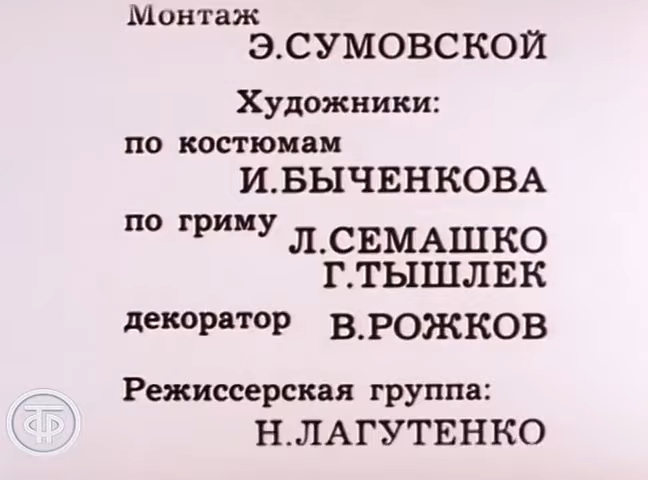 Монтаж
Э.СУМОВСКОЙ
Художники:
по костюмам
И.БЫЧЕНКОВА
по гриму
Л.СЕМАШКО
Г.ТЫШЛЕК
декоратор В.РОЖКОВ
Режиссерская группа:
Н.ЛАГУТЕНКО